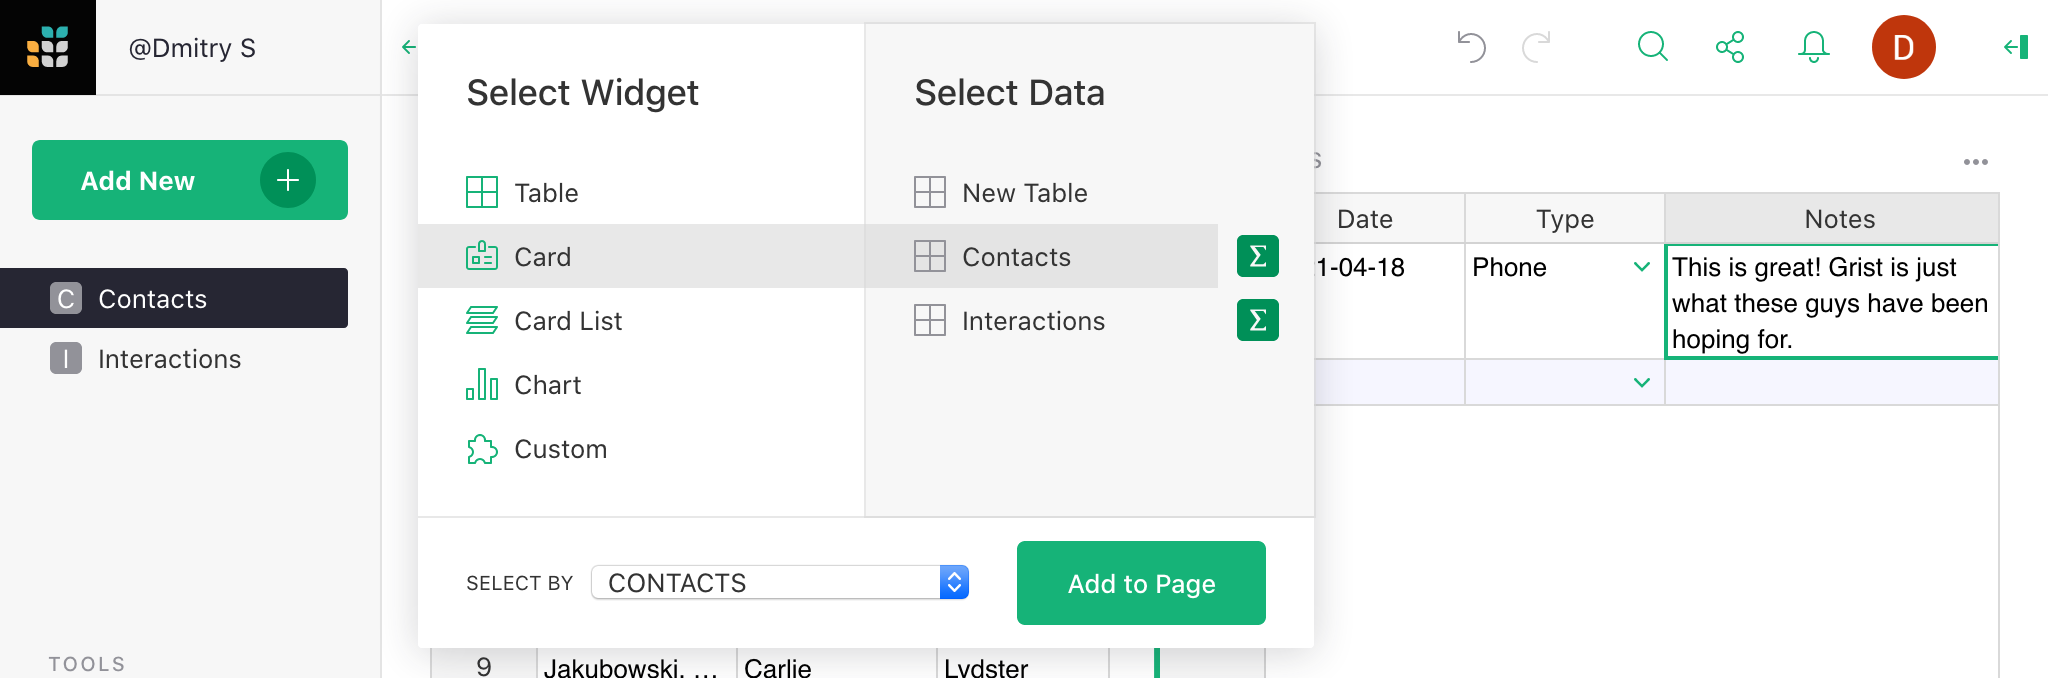 @Dmitry S
D
Add New
C Contacts
I Interactions
TOOLS
Select Widget
Table
Card
Card List
Chart
Custom
Select Data
New Table
Contacts Σ
Interactions Σ
SELECT BY CONTACTS
Add to Page
S
Date Type Notes
1-04-18 Phone This is great! Grist is just
what these guys have been
hoping for.
9 Jakubowski, ... Carlie Lydster